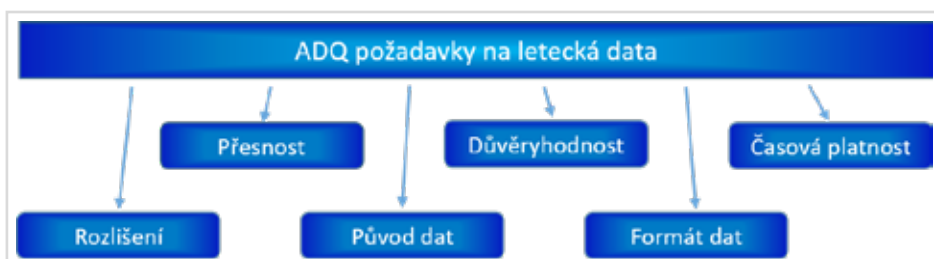 ADQ požadavky na letecká data
Přesnost
Důvěryhodnost
Časová platnost
Rozlišení
Původ dat
Formát dat